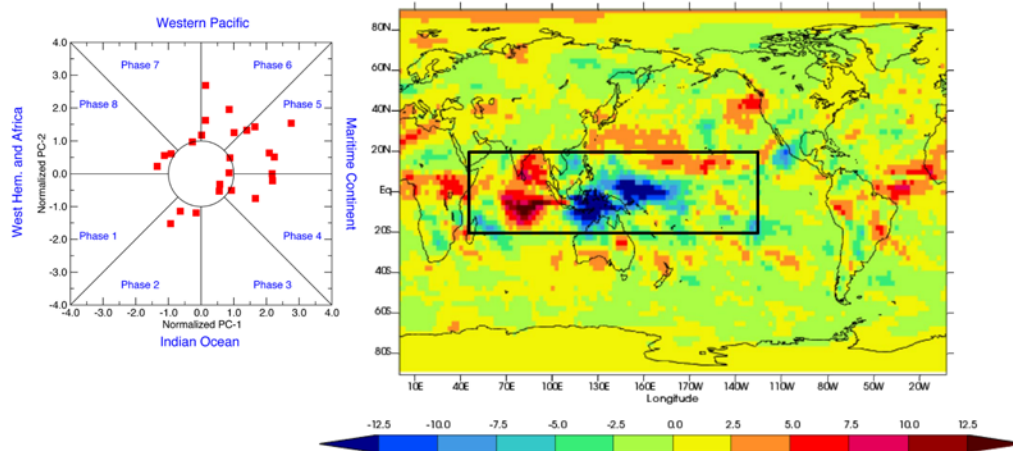 Western Pacific
4.0
3.0
2.0
1.0
0.0
-1.0
-2.0
-3.0
-4.0
Phase 7
Phase 6
Phase 8
Phase 5
Phase 1
Phase 4
Phase 2
Phase 3
West Hem. and Africa
Normalized PC-2
Maritime Continent
-4.0 -3.0 -2.0 -1.0 0.0 1.0 2.0 3.0 4.0
Normalized PC-1
Indian Ocean
80N
60N
40N
20N
Eq
20S
40S
60S
80S
10E 40E 70E 100E 130E 160E 170W 140W 110W 80W 50W 20W
Longitude
-12.5 -10.0 -7.5 -5.0 -2.5 0.0 2.5 5.0 7.5 10.0 12.5